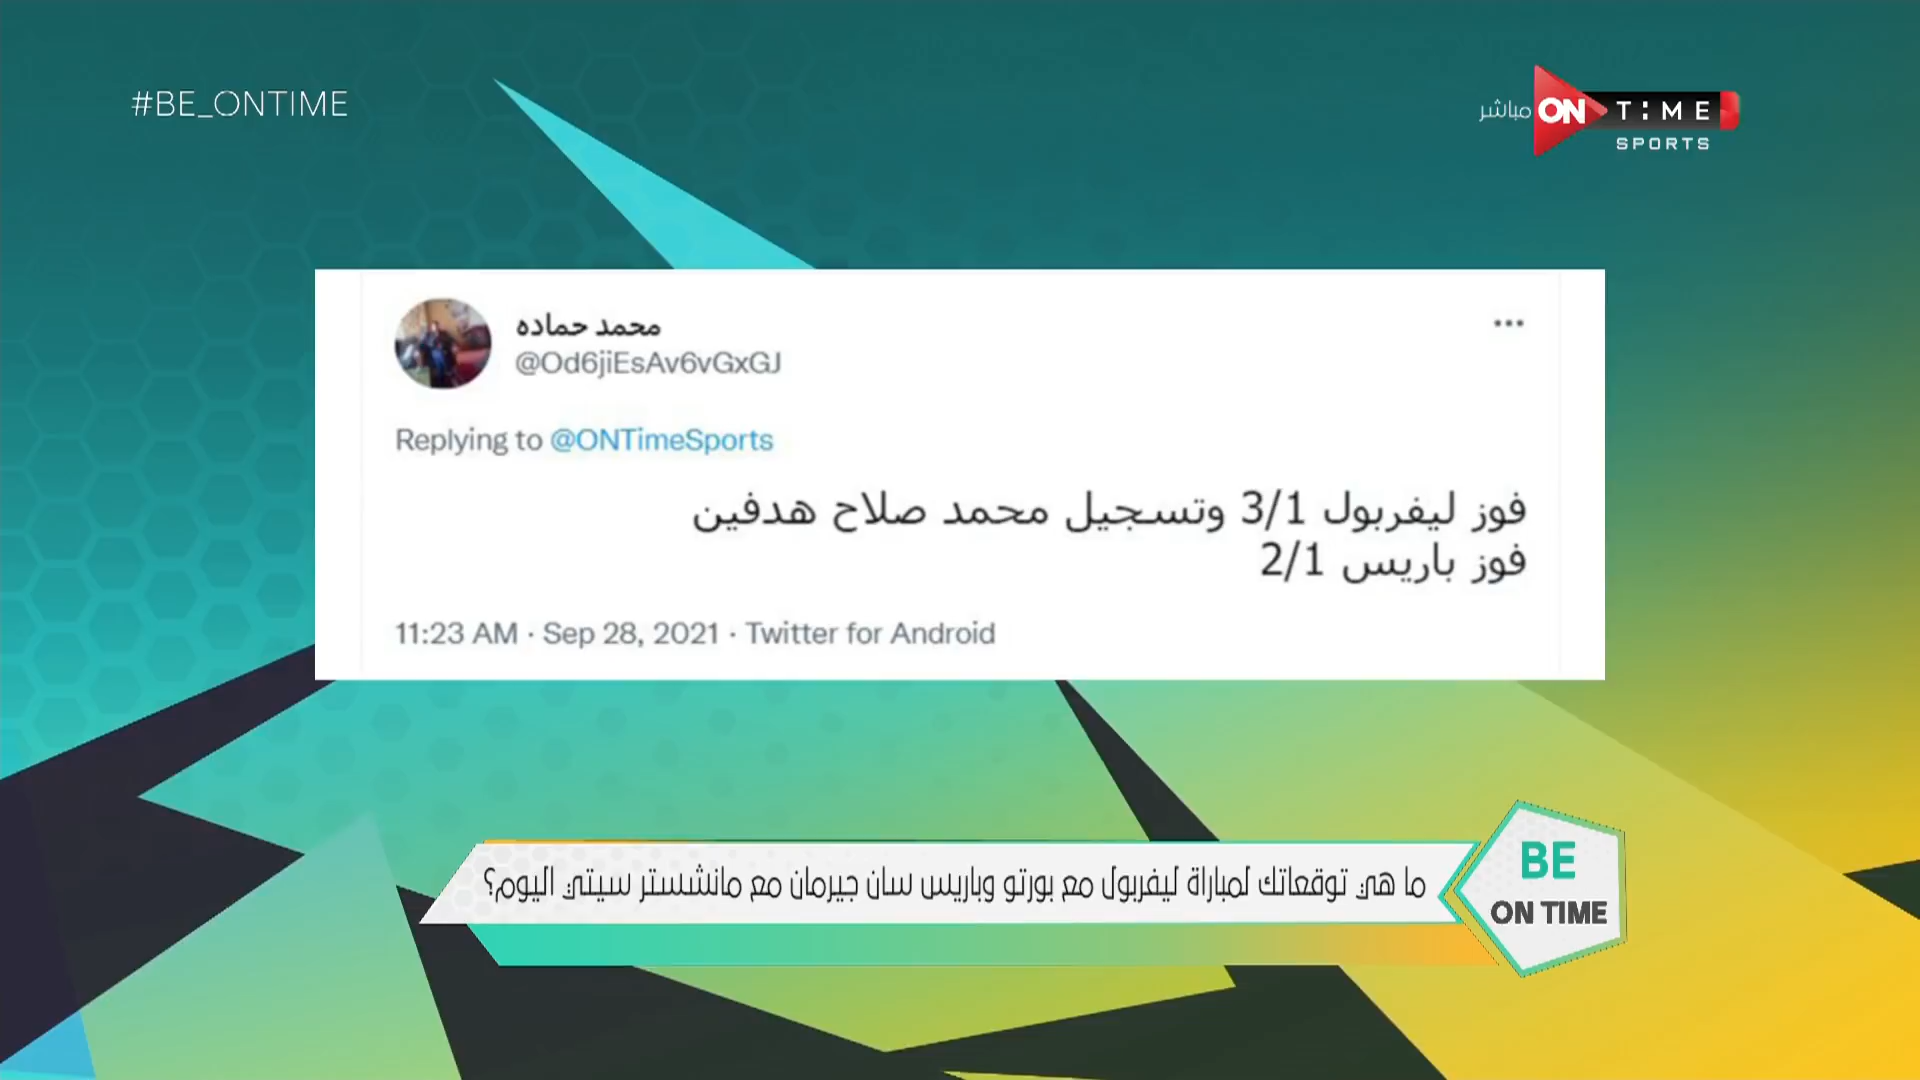 #BE_ONTIME
مباشر ON TIME
SPORTS
محمد حماده
@Od6jiEsAv6vGxGJ
Replying to @ONTimeSports
فوز ليفربول 3/1 وتسجيل محمد صلاح هدفين
فوز باريس 2/1
11:23 AM · Sep 28, 2021 · Twitter for Android
ما هي توقعاتك لمباراة ليفربول مع بورتو وباريس سان جيرمان مع مانشستر سيتي اليوم؟
BE
ON TIME